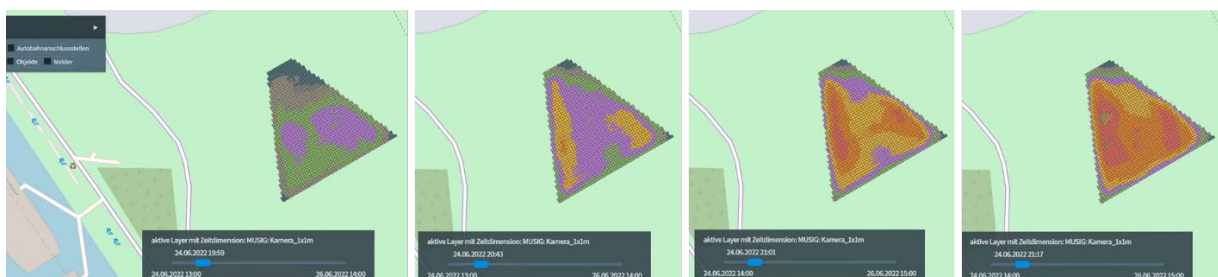 Autobahnanschlussstellen
Objekte Melder
aktive Layer mit Zeitdimension: MUSIG: Kamera_1x1m
24.06.2022 19:59
24.06.2022 13:00 26.06.2022 14:00
aktive Layer mit Zeitdimension: MUSIG: Kamera_1x1m
24.06.2022 20:43
24.06.2022 13:00 26.06.2022 14:00
aktive Layer mit Zeitdimension: MUSIG: Kamera_1x1m
24.06.2022 21:01
24.06.2022 14:00 26.06.2022 15:00
aktive Layer mit Zeitdimension: MUSIG: Kamera_1x1m
24.06.2022 21:17
24.06.2022 14:00 26.06.2022 15:00